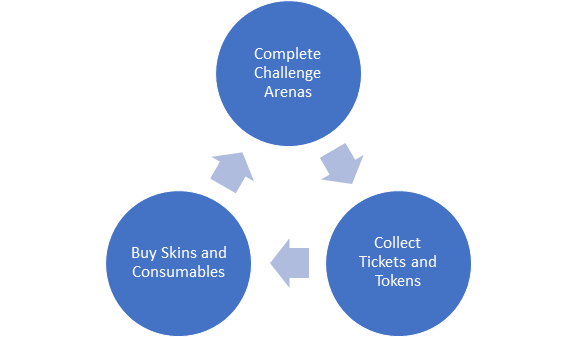 Complete
Challenge
Arenas
Collect
Tickets and
Tokens
Buy Skins and
Consumables